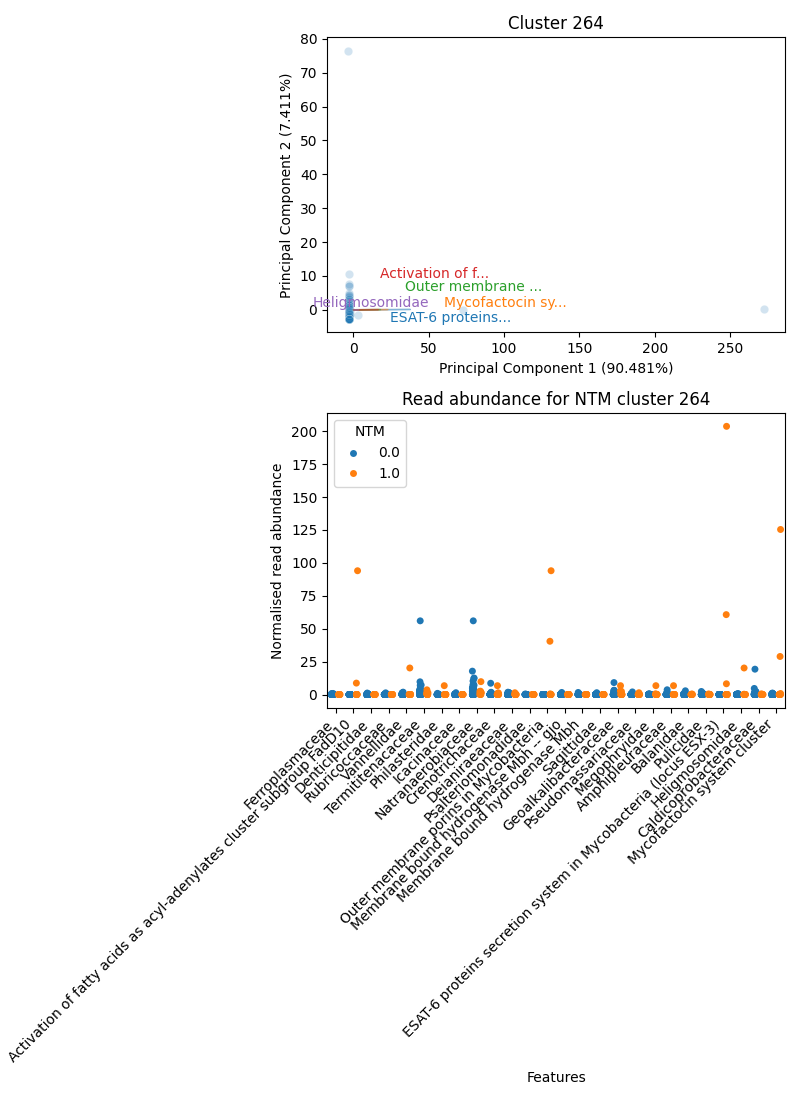 Cluster 264
Principal Component 2 (7.411%)
80
70
60
50
40
30
20
10
0
Activation of f...
Outer membrane ...
Heligmosomidae
Mycofactocin sy...
ESAT-6 proteins...
0
50
100
150
200
250
Principal Component 1 (90.481%)
Read abundance for NTM cluster 264
Normalised read abundance
200
175
150
125
100
75
50
25
0
NTM
0.0
1.0
Ferroplasmaceae
Activation of fatty acids as acyl-adenylates cluster subgroup FadD10
Denticipitidae
Rubricoccaceae
Vannellidae
Termititenacaceae
Philasteridae
Icacinaceae
Natranaerobiaceae
Crenotrichaceae
Deianiraeaceae
Psalteriomonadidae
Outer membrane porins in Mycobacteria
Membrane bound hydrogenase Mbh -- gjo
Membrane bound hydrogenase Mbh
Sagittidae
Geoalkalibacteraceae
Pseudomassariaceae
Megophryidae
Amphipleuraceae
Balanidae
Pulicidae
ESAT-6 proteins secretion system in Mycobacteria (locus ESX-3)
Heligmosomidae
Caldicoprobacteraceae
Mycofactocin system cluster
Features